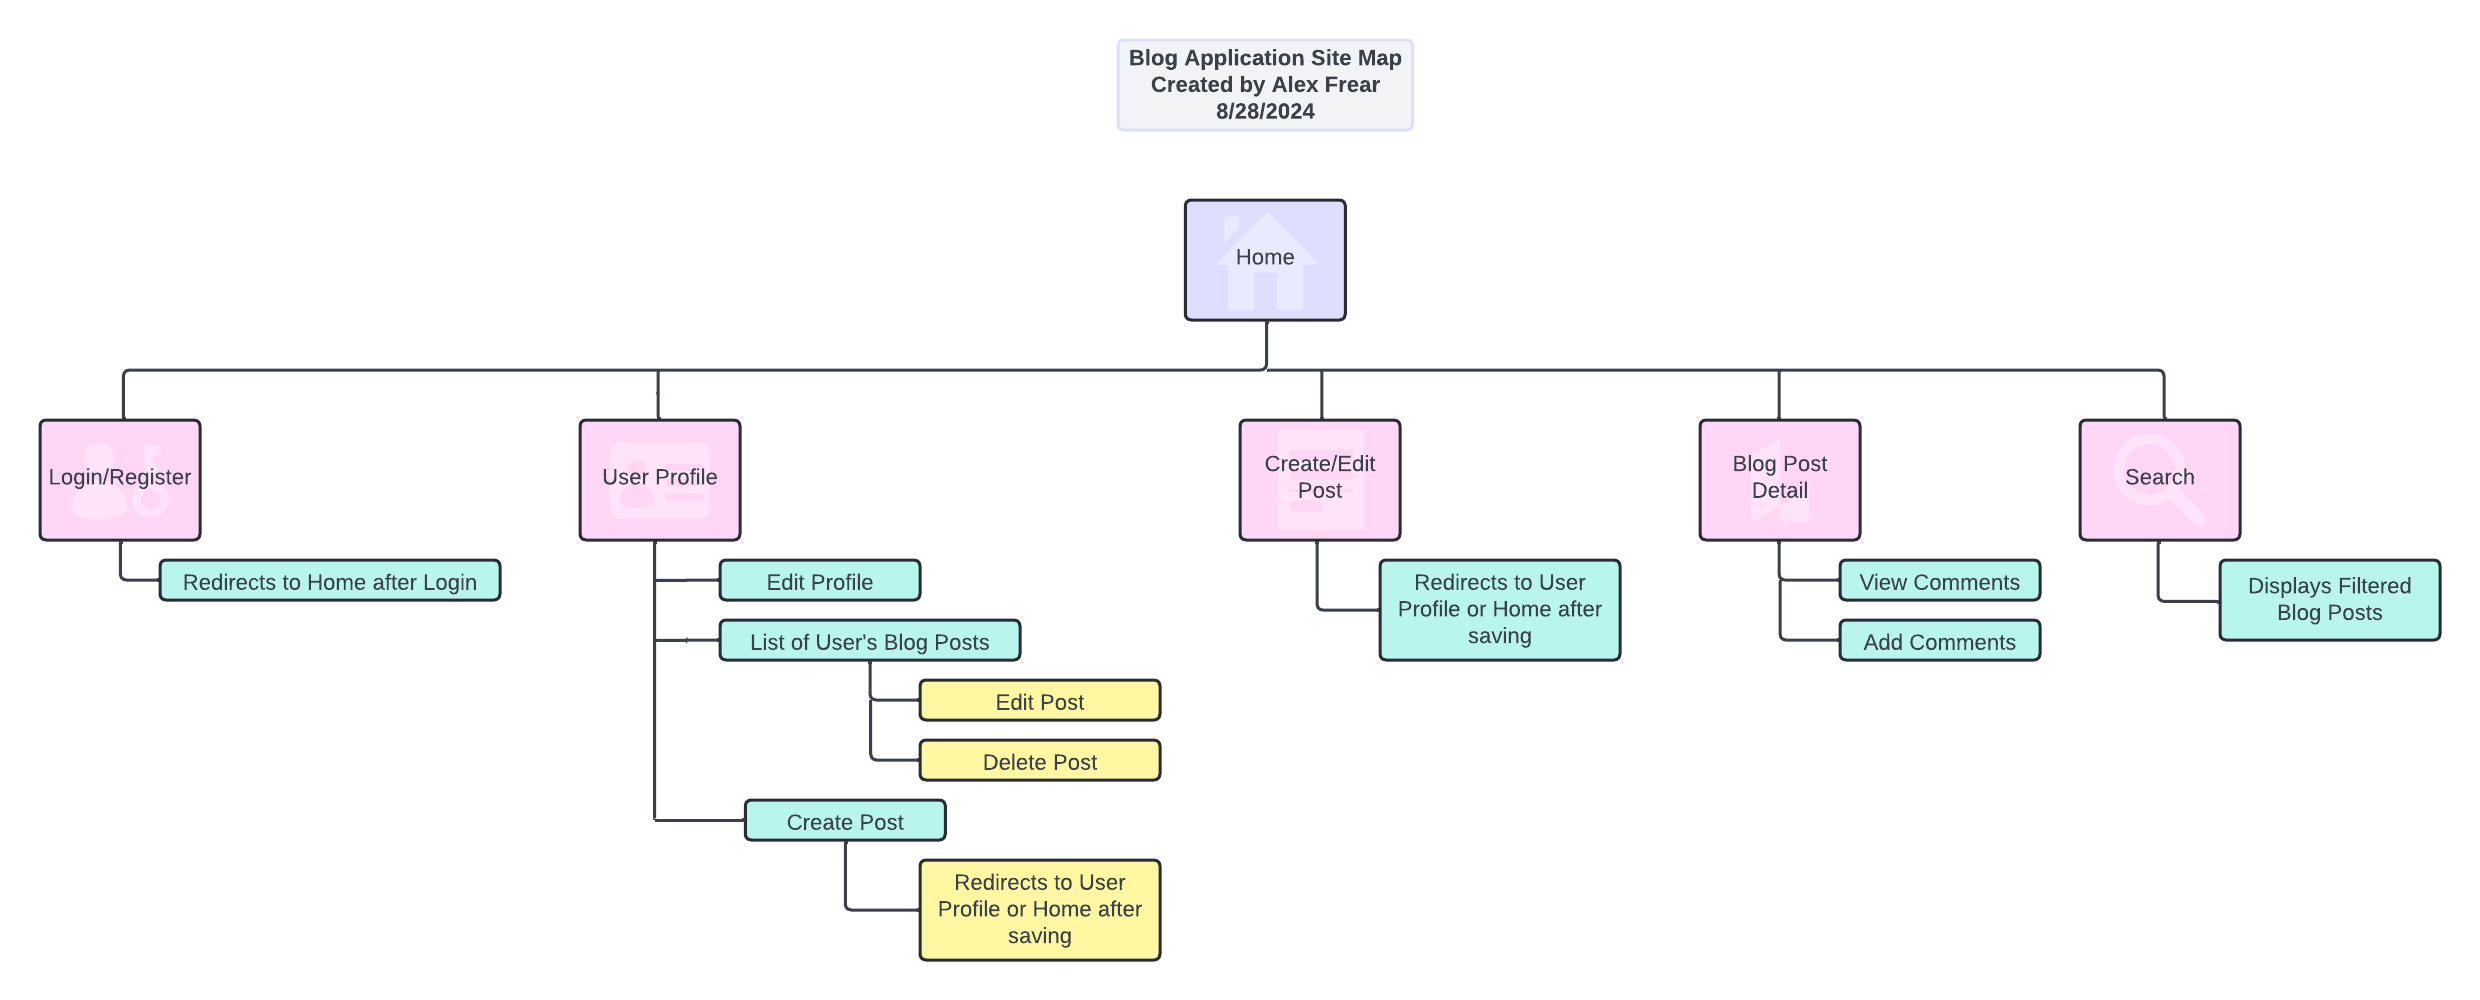 Blog Application Site Map
Created by Alex Frear
8/28/2024
Home
Login/Register
User Profile
Create/Edit
Post
Blog Post
Detail
Search
Redirects to Home after Login
Edit Profile
List of User's Blog Posts
Edit Post
Delete Post
Create Post
Redirects to User
Profile or Home after
saving
Redirects to User
Profile or Home after
saving
View Comments
Add Comments
Displays Filtered
Blog Posts